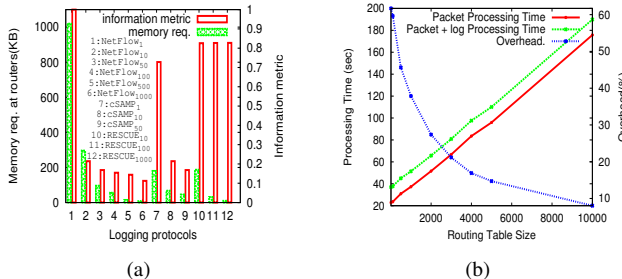 information metric
memory req.
1:NetFlow1
2:NetFlow10
3:NetFlow50
4:NetFlow100
5:NetFlow500
6:NetFlow1000
7:cSAMP1
8:cSAMP10
9:cSAMP50
10:RESCUE10
11:RESCUE100
12:RESCUE1000
Memory req. at routers(KB)
1000
800
600
400
200
0
1
0.9
0.8
0.7
0.6
0.5
0.4
0.3
0.2
0.1
0
Information metric
1 2 3 4 5 6 7 8 9 10 11 12
Logging protocols
(a)
Packet Processing Time
Packet + log Processing Time
Overhead.
Processing Time (sec)
200
180
160
140
120
100
80
60
40
20
60
50
40
30
20
10
Overhead(%)
0 2000 4000 6000 8000 10000
Routing Table Size
(b)